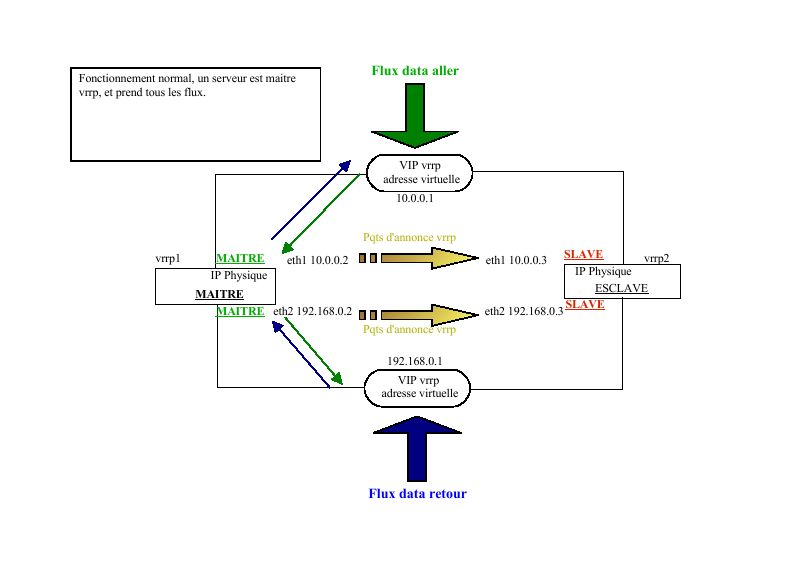 Flux data aller
Fonctionnement normal, un serveur est maitre
vrrp, et prend tous les flux.
VIP vrrp
adresse virtuelle
10.0.0.1
Pqts d'annonce vrrp
vrrp1
MAITRE
eth1 10.0.0.2
eth1 10.0.0.3
SLAVE
vrrp2
IP Physique
MAITRE
IP Physique
ESCLAVE
MAITRE
eth2 192.168.0.2
eth2 192.168.0.3
SLAVE
Pqts d'annonce vrrp
192.168.0.1
VIP vrrp
adresse virtuelle
Flux data retour